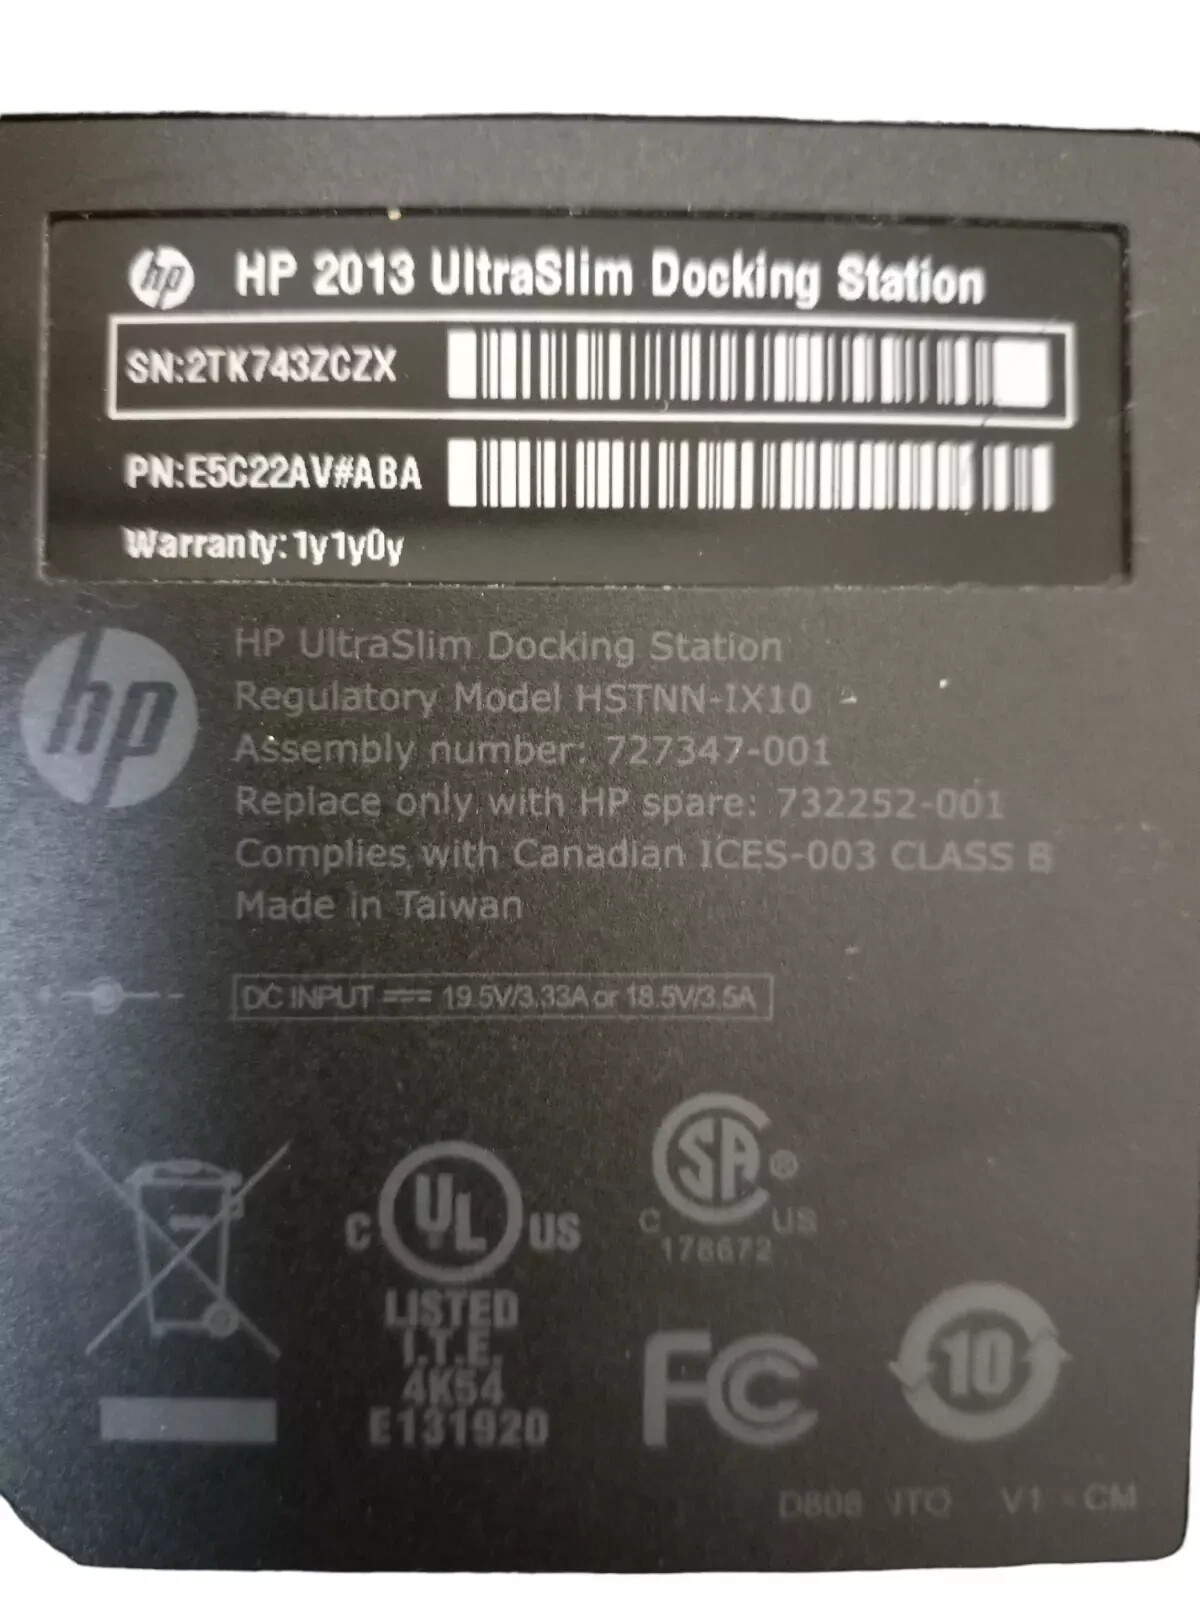 hp HP 2013 UltraSlim Docking Station
SN:2TK743ZCZX
PN:E5C22AV#ABA
Warranty:1y1y0y
hp
HP UltraSlim Docking Station
Regulatory Model HSTNN-IX10
Assembly number: 727347-001
Replace only with HP spare: 732252-001
Complies with Canadian ICES-003 CLASS B
Made in Taiwan
DC INPUT 19.5V/3.33A or 18.5V/3.5A
SA ®
C US
178672
C UL US
LISTED
I.T.E.
4K54
E131920
FC
10
D808 V1 - CM